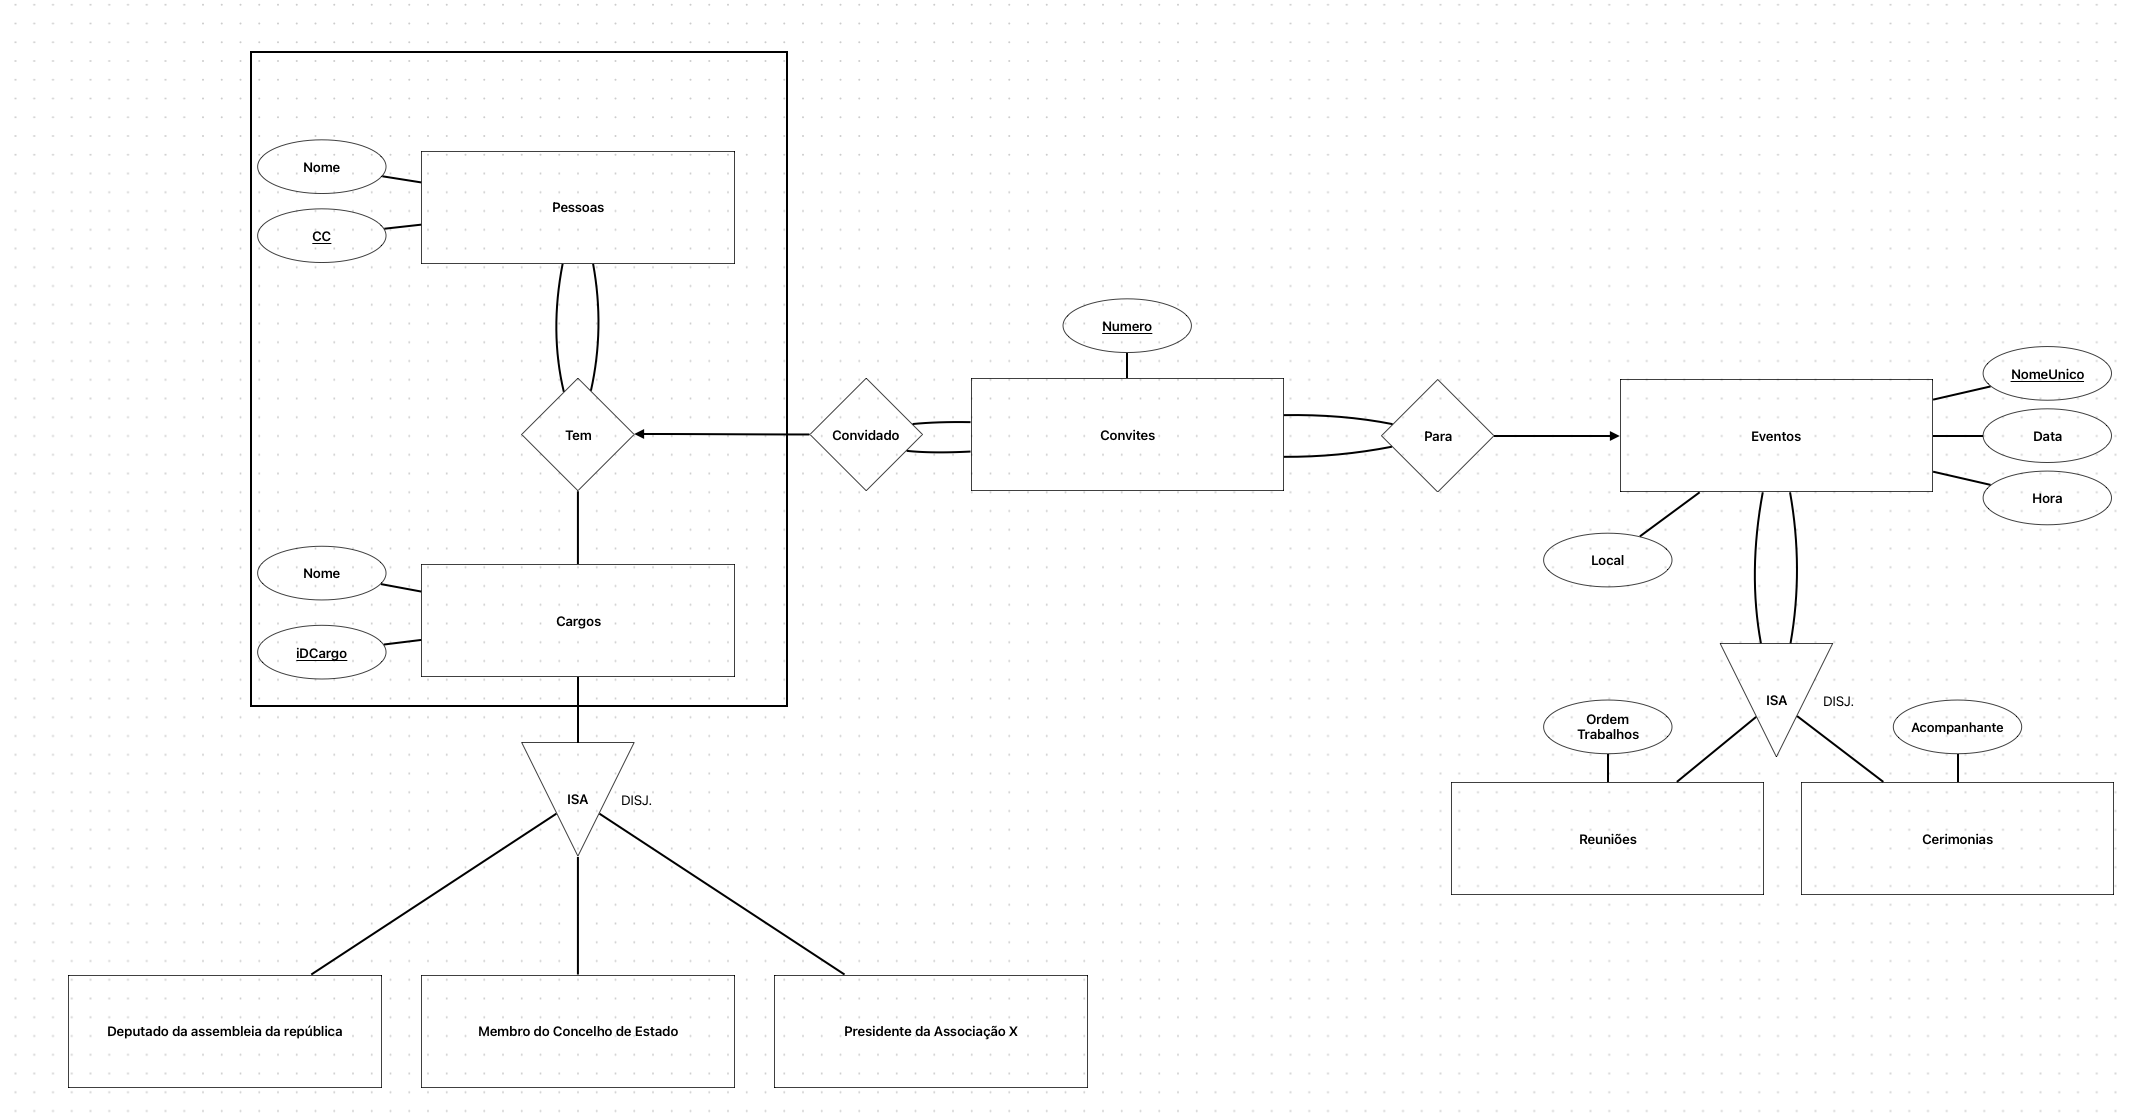 Nome
Pessoas
CC
Numero
NomeUnico
Tem
Convidado
Convites
Para
Eventos
Data
Hora
Local
Nome
Cargos
iDCargo
ISA
DISJ.
Ordem
Trabalhos
Acompanhante
ISA
DISJ.
Reuniões
Cerimonias
Deputado da assembleia da república
Membro do Concelho de Estado
Presidente da Associação X